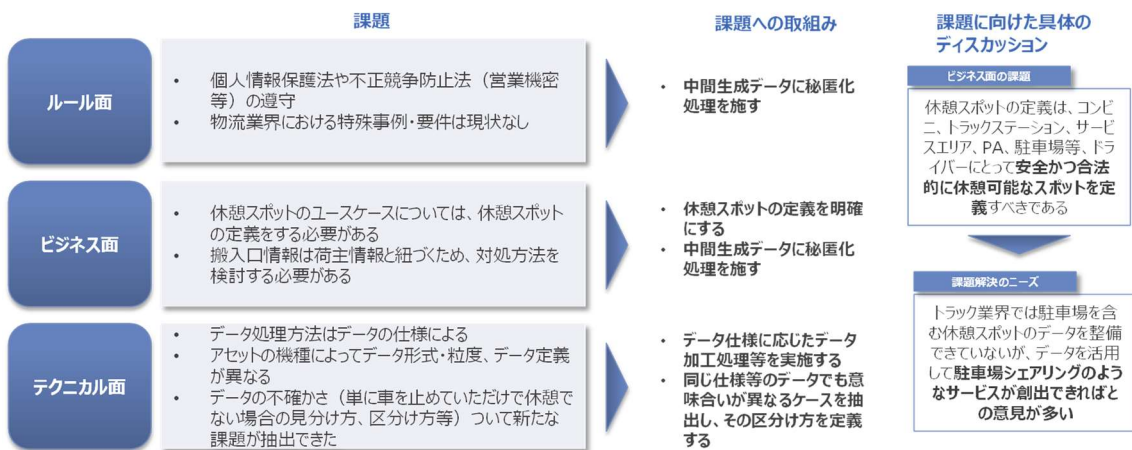 課題
課題への取組み
課題に向けた具体の
ディスカッション
ルール面
• 個人情報保護法や不正競争防止法（営業機密
等）の遵守
• 物流業界における特殊事例・要件は現状なし
• 中間生成データに秘匿化
処理を施す
ビジネス面
• 休憩スポットのユースケースについては、休憩スポット
の定義をする必要がある
• 搬入口情報は荷主情報と紐づくため、対処方法を
検討する必要がある
• 休憩スポットの定義を明確
にする
• 中間生成データに秘匿化
処理を施す
テクニカル面
• データ処理方法はデータの仕様による
• アセットの機種によってデータ形式・粒度、データ定義
が異なる
• データの不確かさ（単に車を止めていただけで休憩で
ない場合の見分け方、区分け方等）ついて新たな
課題が抽出できた
• データ仕様に応じたデータ
加工処理等を実施する
• 同じ仕様等のデータでも意
味合いが異なるケースを抽
出し、その区分け方を定義
する
ビジネス面の課題
休憩スポットの定義は、コンビ
ニ、トラックステーション、サービ
スエリア、PA、駐車場等、ドラ
イバーにとって安全かつ合法
的に休憩可能なスポットを定
義すべきである
課題解決のニーズ
トラック業界では駐車場を含
む休憩スポットのデータを整備
できていないが、データを活用
して駐車場シェアリングのよう
なサービスが創出できればと
の意見が多い